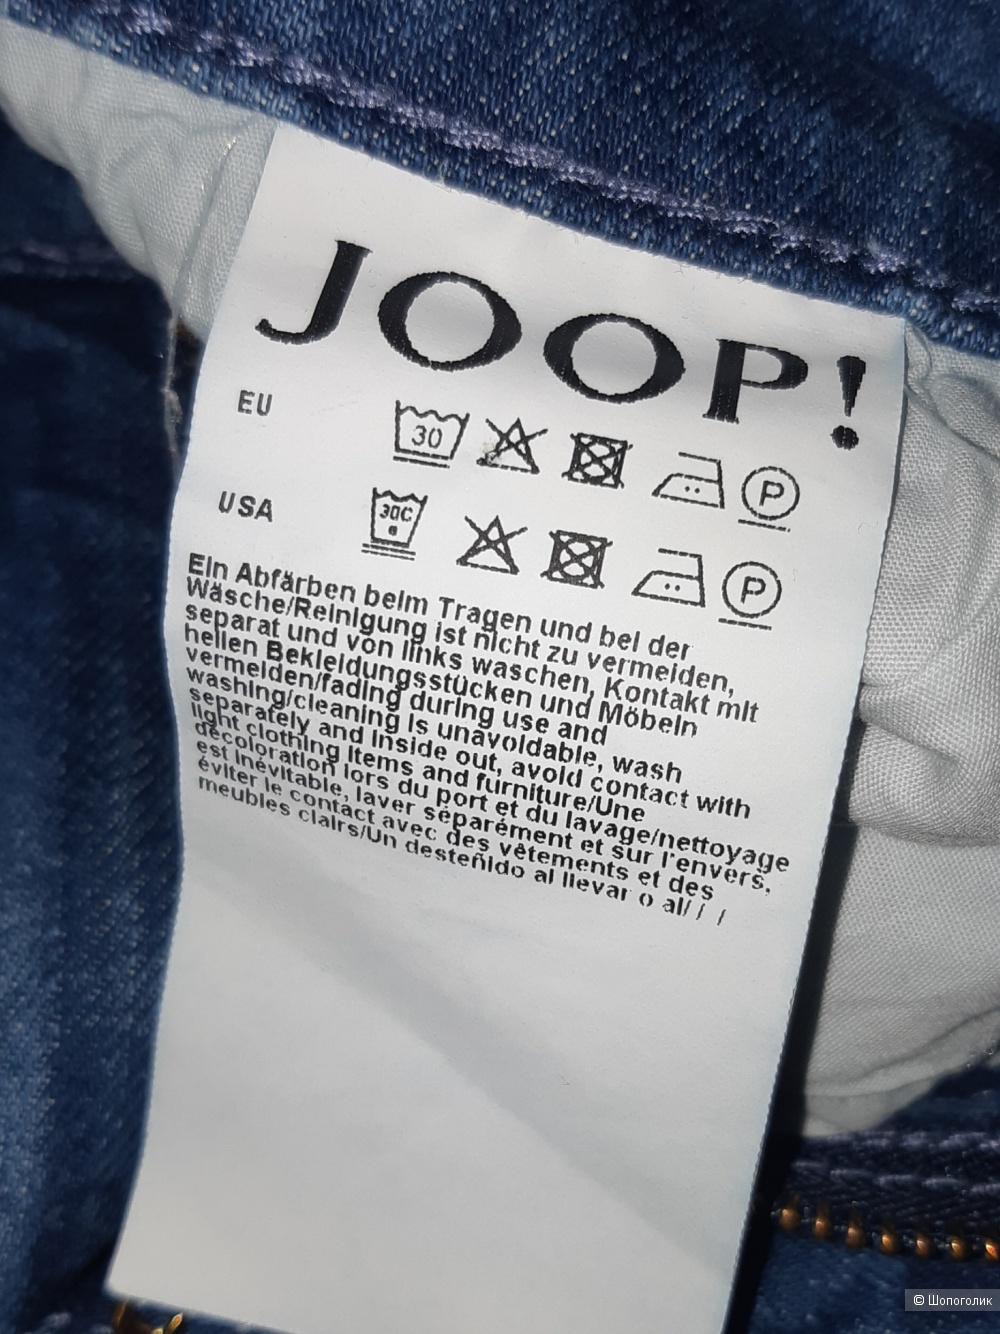 JOOP!
EU
30
P
USA
30C
P
Ein Abfärben beim Tragen und bei der
Wäsche/Reinigung ist nicht zu vermeiden,
separat und von links waschen, Kontakt mit
hellen Bekleidungsstücken und Möbeln
vermeiden/fading during use and
washing/cleaning is unavoidable, wash
separately and inside out, avoid contact with
light clothing items and furniture/Une
décoloration lors du port et du lavage/nettoyage
est inévitable, laver séparément et sur l'envers,
éviter le contact avec des vêtements et des
meubles clairs/Un desteñido al llevar o al/ / /
© Шопоголик